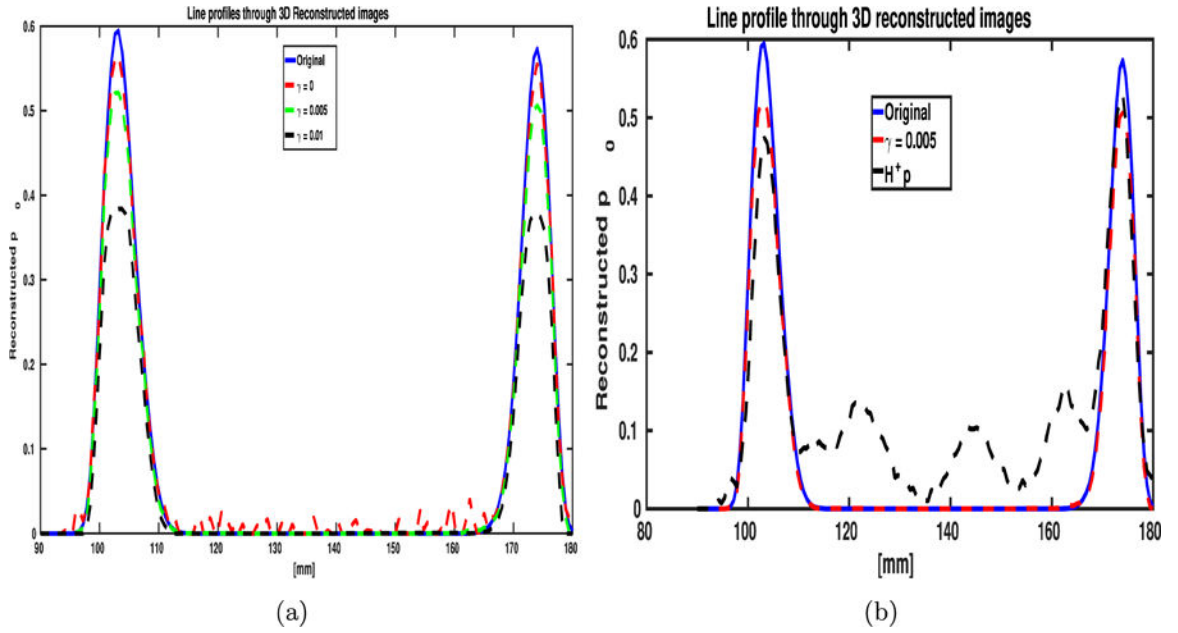 Line profiles through 3D Reconstructed images
0.6
0.5
0.4
0.3
0.2
0.1
0
Reconstructed p o
Original
γ = 0
γ = 0.005
γ = 0.01
90 100 110 120 130 140 150 160 170 180
[mm]
(a)
Line profile through 3D reconstructed images
0.6
0.5
0.4
0.3
0.2
0.1
0
Reconstructed p o
Original
γ = 0.005
H+ p
80 100 120 140 160 180
[mm]
(b)